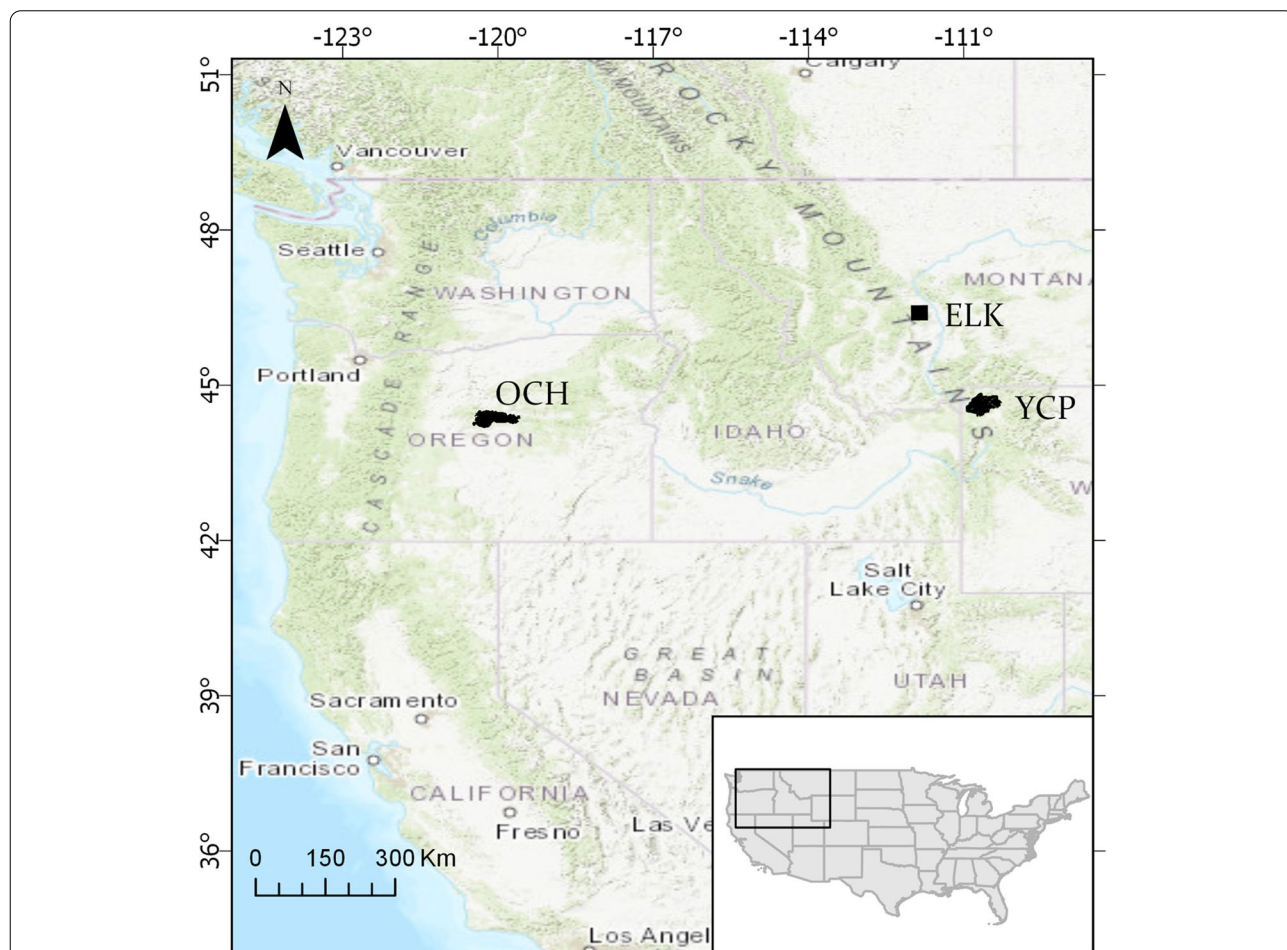 -123° -120° -117° -114° -111°
51°
48°
45°
42°
39°
36°
N
Calgary
MOUNTAINS
ROCKY MOUNTAINS
Vancouver
Columbia
Seattle
CASCADE RANGE
WASHINGTON
MONTANA
ELK
Portland
OCH
YCP
OREGON
IDAHO
Snake
W
Salt
Lake City
GREAT
BASIN
NEVADA
UTAH
Sacramento
San
Francisco
CALIFORNIA
Fresno
Las Ve
0 150 300 Km
Los Angel